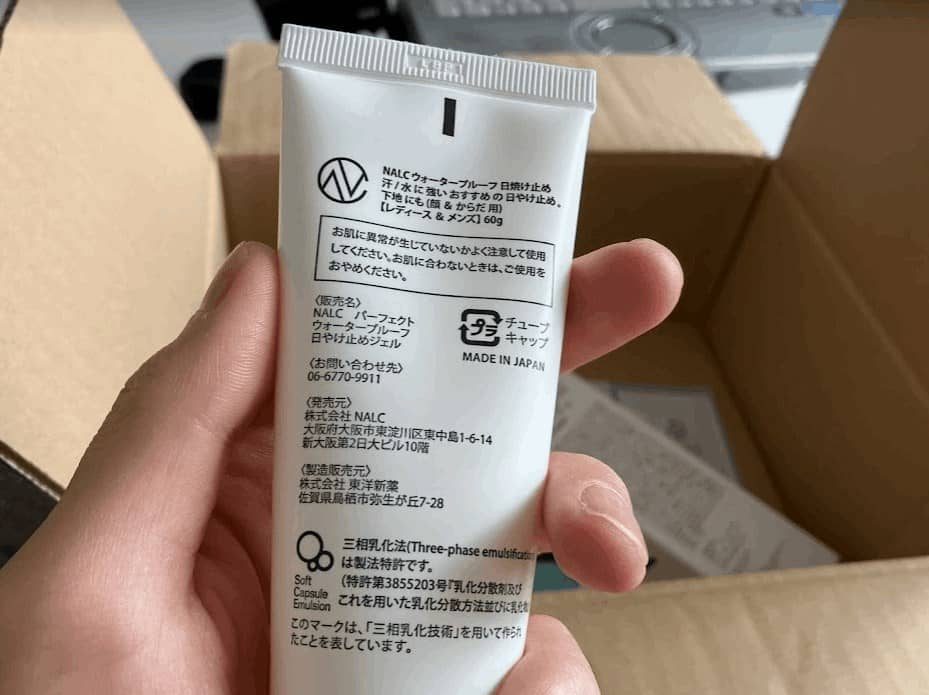 NALC ウォータープルーフ 日焼け止め
汗/水に強いおすすめの日やけ止め。
下地にも(顔 & からだ用)
【レディース & メンズ】60g
お肌に異常が生じていないかよく注意して使用
してください。お肌に合わないときは、ご使用を
おやめください。
〈販売名〉
NALC パーフェクト
ウォータープルーフ
日やけ止めジェル
プラ
チューブ
キャップ
MADE IN JAPAN
〈お問い合わせ先〉
06-6770-9911
〈発売元〉
株式会社 NALC
大阪府大阪市東淀川区東中島1-6-14
新大阪第2日大ビル10階
〈製造販売元〉
株式会社 東洋新薬
佐賀県鳥栖市弥生が丘7-28
Soft
Capsule
Emulsion
三相乳化法(Three-phase emulsification
は製法特許です。
(特許第3855203号『乳化分散剤及び
これを用いた乳化分散方法並びに乳化
このマークは、「三相乳化技術」を用いて作られ
たことを表しています。